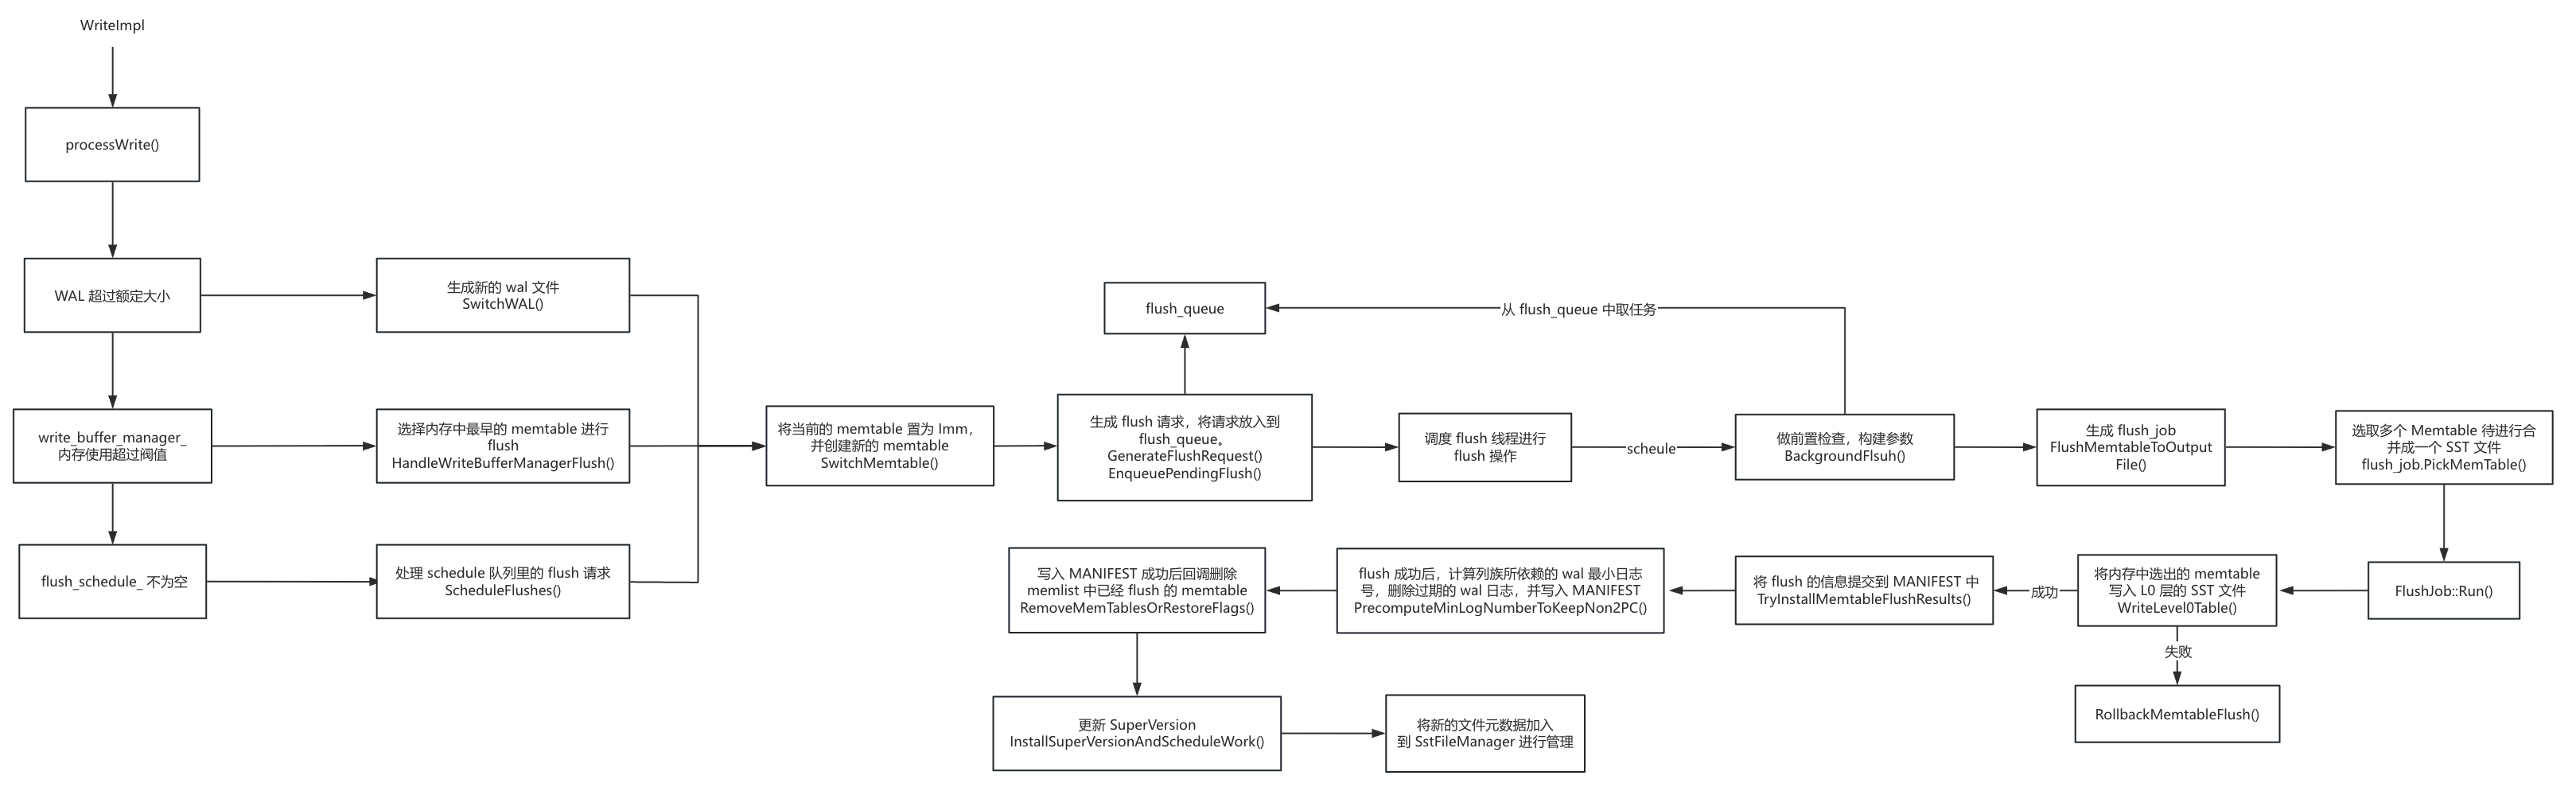 WriteImpl
processWrite()
WAL 超过额定大小
生成新的 wal 文件
SwitchWAL()
write_buffer_manager_
内存使用超过阀值
选择内存中最早的 memtable 进行
flush
HandleWriteBufferManagerFlush()
flush_schedule_ 不为空
处理 schedule 队列里的 flush 请求
ScheduleFlushes()
将当前的 memtable 置为 Imm，
并创建新的 memtable
SwitchMemtable()
flush_queue
从 flush_queue 中取任务
生成 flush 请求，将请求放入到
flush_queue。
GenerateFlushRequest()
EnqueuePendingFlush()
调度 flush 线程进行
flush 操作
scheule
做前置检查，构建参数
BackgroundFlsuh()
生成 flush_job
FlushMemtableToOutput
File()
选取多个 Memtable 待进行合
并成一个 SST 文件
flush_job.PickMemTable()
FlushJob::Run()
将内存中选出的 memtable
写入 L0 层的 SST 文件
WriteLevel0Table()
成功
失败
RollbackMemtableFlush()
将 flush 的信息提交到 MANIFEST 中
TryInstallMemtableFlushResults()
flush 成功后，计算列族所依赖的 wal 最小日志
号，删除过期的 wal 日志，并写入 MANIFEST
PrecomputeMinLogNumberToKeepNon2PC()
写入 MANIFEST 成功后回调删除
memlist 中已经 flush 的 memtable
RemoveMemTablesOrRestoreFlags()
更新 SuperVersion
InstallSuperVersionAndScheduleWork()
将新的文件元数据加入
到 SstFileManager 进行管理